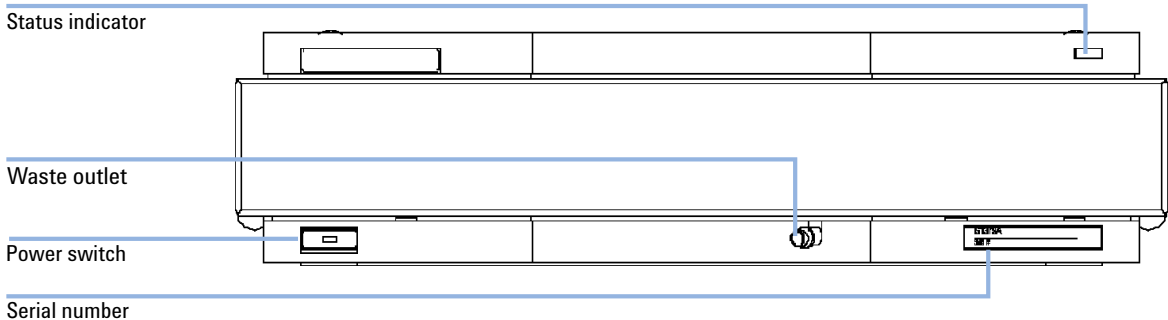 Status indicator
Waste outlet
Power switch
Serial number